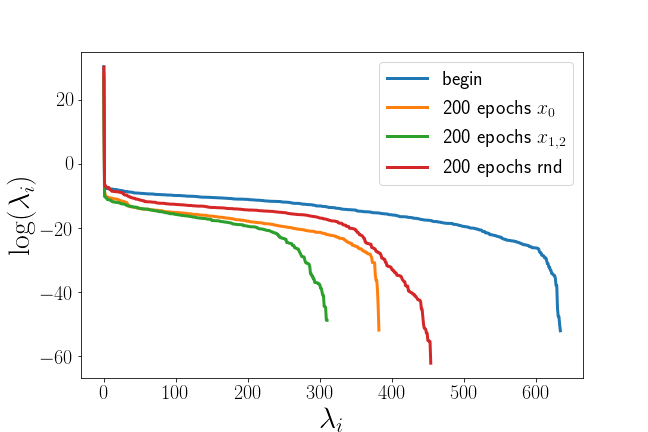 begin
200 epochs x₀
200 epochs x₁,₂
200 epochs rnd
log(λᵢ)
20
0
−20
−40
−60
0 100 200 300 400 500 600
λᵢ